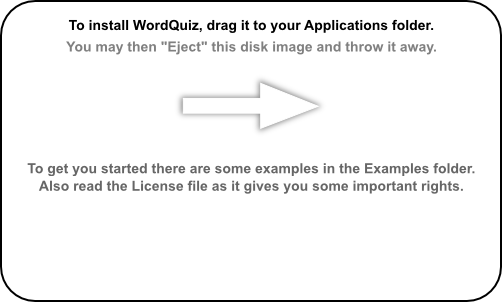 To install WordQuiz, drag it to your Applications folder.
You may then "Eject" this disk image and throw it away.
To get you started there are some examples in the Examples folder.
Also read the License file as it gives you some important rights.